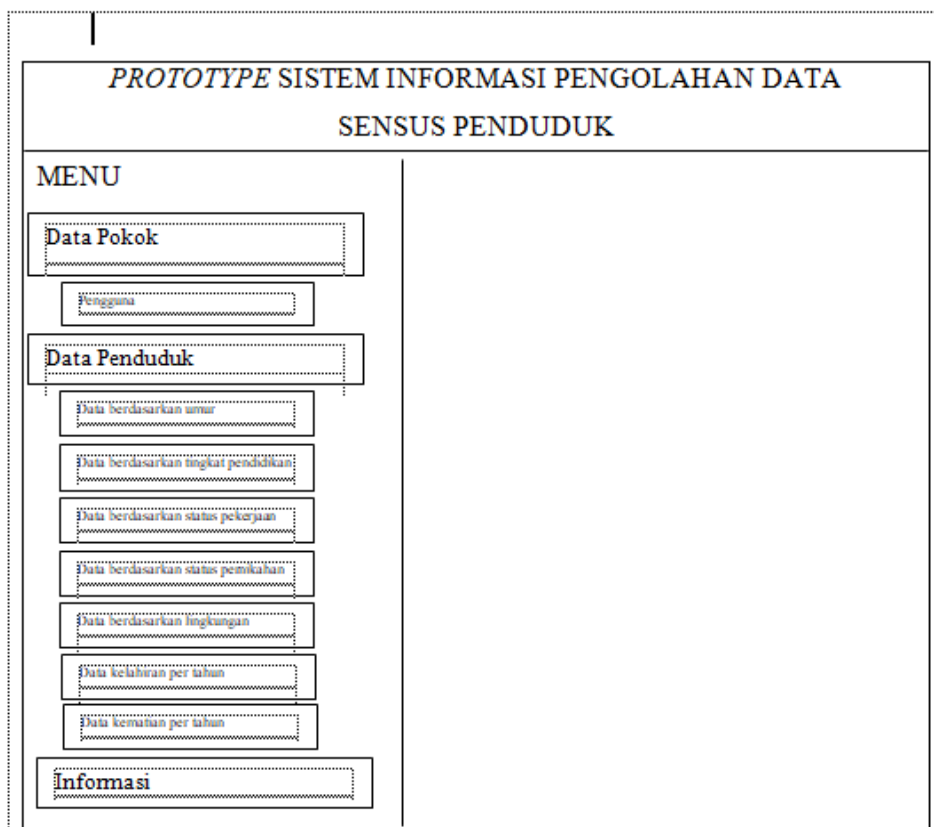 PROTOTYPE SISTEM INFORMASI PENGOLAHAN DATA
SENSUS PENDUDUK
MENU
Data Pokok
Pengguna
Data Penduduk
Data berdasarkan umur
Data berdasarkan tingkat pendidikan
Data berdasarkan status pekerjaan
Data berdasarkan status pernikahan
Data berdasarkan lingkungan
Data kelahiran per tahun
Data kematian per tahun
Informasi